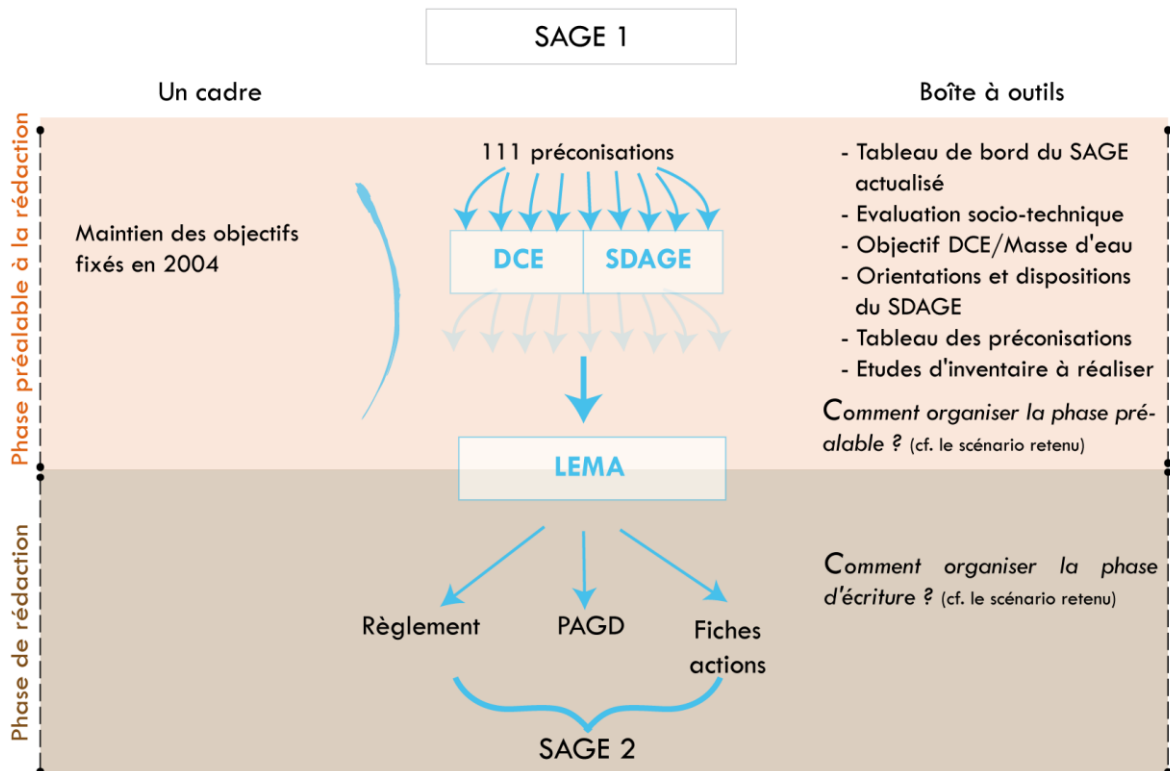 SAGE 1
Un cadre
Boîte à outils
Phase préalable à la rédaction
Maintien des objectifs
fixés en 2004
111 préconisations
DCE
SDAGE
LEMA
- Tableau de bord du SAGE
actualisé
- Evaluation socio-technique
- Objectif DCE/Masse d'eau
- Orientations et dispositions
du SDAGE
- Tableau des préconisations
- Etudes d'inventaire à réaliser
Comment organiser la phase pré-
alable ? (cf. le scénario retenu)
Phase de rédaction
Règlement
PAGD
Fiches
actions
SAGE 2
Comment organiser la phase
d'écriture ? (cf. le scénario retenu)